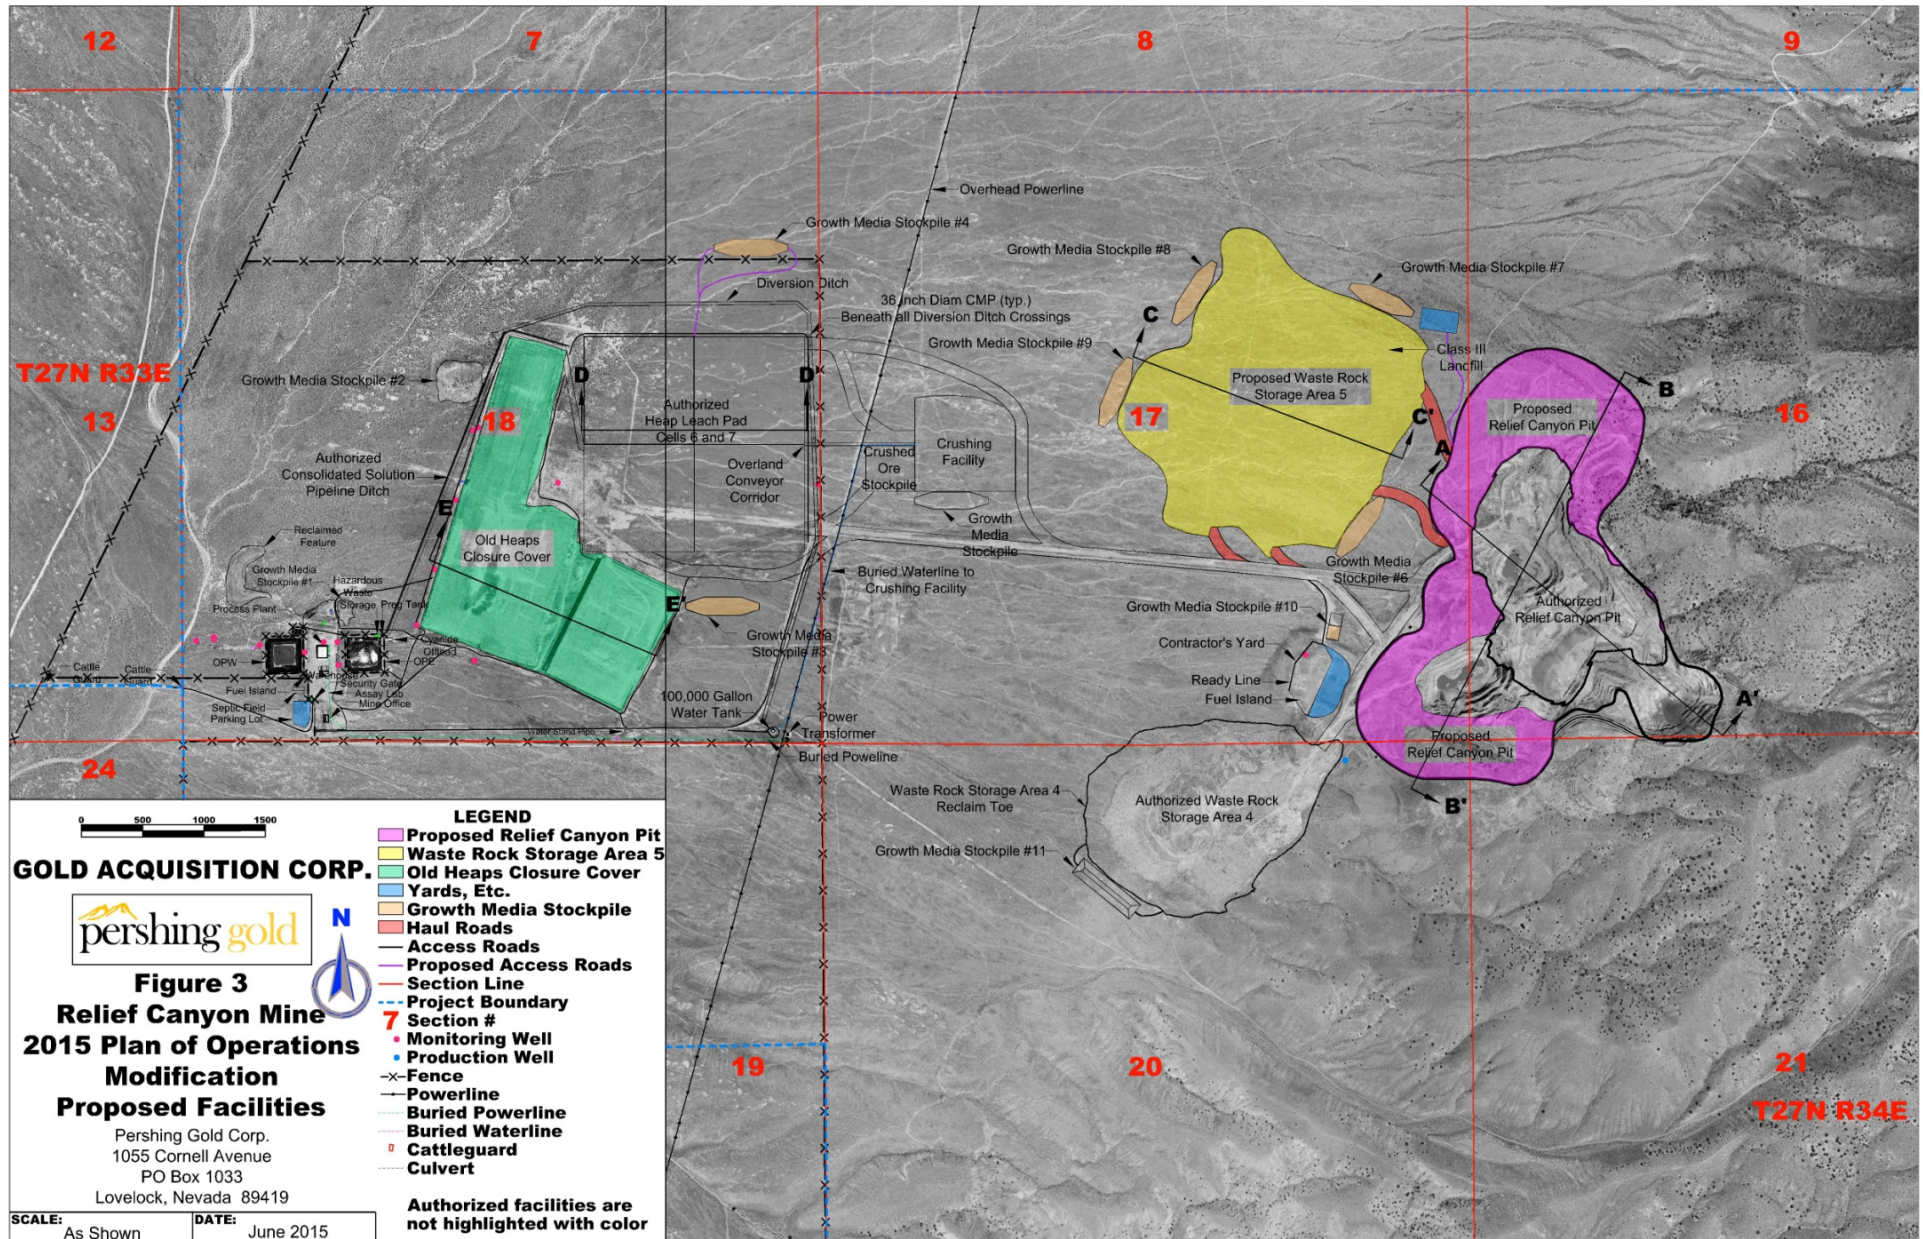 12
7
8
9
Overhead Powerline
Growth Media Stockpile #4
Growth Media Stockpile #8
Growth Media Stockpile #7
Diversion Ditch
36 inch Diam CMP (typ.)
Beneath all Diversion Ditch Crossings
C
Growth Media Stockpile #9
Class III
Landfill
T27N R33E
13
Growth Media Stockpile #2
D
D'
Proposed Waste Rock
Storage Area 5
B
18
Authorized
Heap Leach Pad
Cells 6 and 7
17
C'
Proposed
Relief Canyon Pit
16
Authorized
Consolidated Solution
Pipeline Ditch
Overland
Conveyor
Corridor
Crushed
Ore
Stockpile
Crushing
Facility
A
E
Growth
Media
Stockpile
Reclaimed
Feature
Old Heaps
Closure Cover
Growth Media
Stockpile #1
Hazardous
Waste
Storage
Preg Tank
Process Plant
Buried Waterline to
Crushing Facility
Growth Media
Stockpile #6
E'
Growth Media
Stockpile #3
Growth Media Stockpile #10
Authorized
Relief Canyon Pit
Contractor's Yard
Cyanide
Offload
OPW
OPE
Cattle
Guard
Cattle
Guard
Warehouse
Security Gate
Fuel Island
Assay Lab
Mine Office
Septic Field
Parking Lot
Ready Line
Fuel Island
100,000 Gallon
Water Tank
Power
Transformer
Water Stand Pipe
Buried Poweline
A'
Proposed
Relief Canyon Pit
24
Waste Rock Storage Area 4
Reclaim Toe
Authorized Waste Rock
Storage Area 4
B'
Growth Media Stockpile #11
19
20
21
T27N R34E
0 500 1000 1500
GOLD ACQUISITION CORP.
pershing gold
N
Figure 3
Relief Canyon Mine
2015 Plan of Operations
Modification
Proposed Facilities
Pershing Gold Corp.
1055 Cornell Avenue
PO Box 1033
Lovelock, Nevada 89419
SCALE:
As Shown
DATE:
June 2015
LEGEND
Proposed Relief Canyon Pit
Waste Rock Storage Area 5
Old Heaps Closure Cover
Yards, Etc.
Growth Media Stockpile
Haul Roads
Access Roads
Proposed Access Roads
Section Line
Project Boundary
7 Section #
Monitoring Well
Production Well
Fence
Powerline
Buried Powerline
Buried Waterline
Cattleguard
Culvert
Authorized facilities are
not highlighted with color